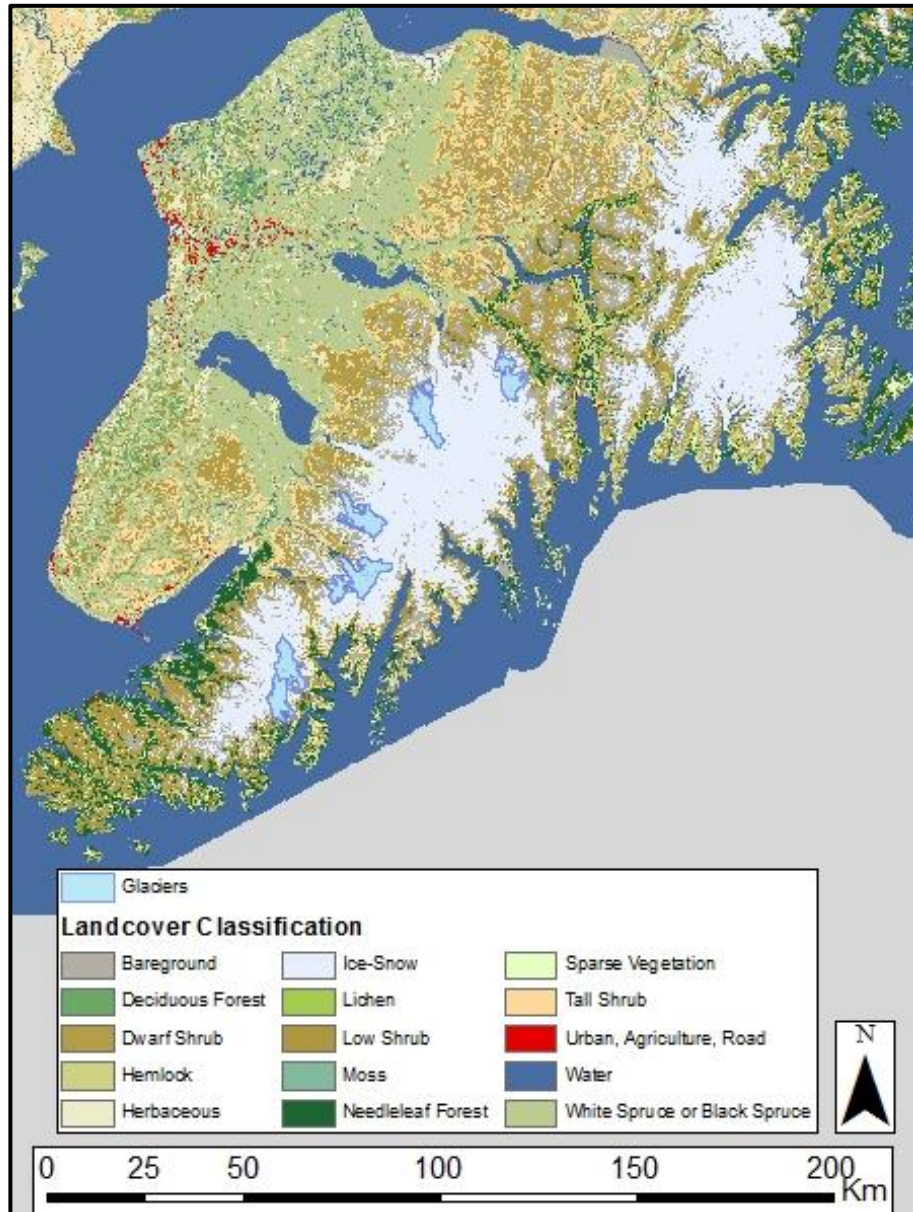 Glaciers
Landcover Classification
Bareground Ice-Snow Sparse Vegetation
Deciduous Forest Lichen Tall Shrub
Dwarf Shrub Low Shrub Urban, Agriculture, Road
Hemlock Moss Water
Herbaceous Needleleaf Forest White Spruce or Black Spruce
N
0 25 50 100 150 200 Km